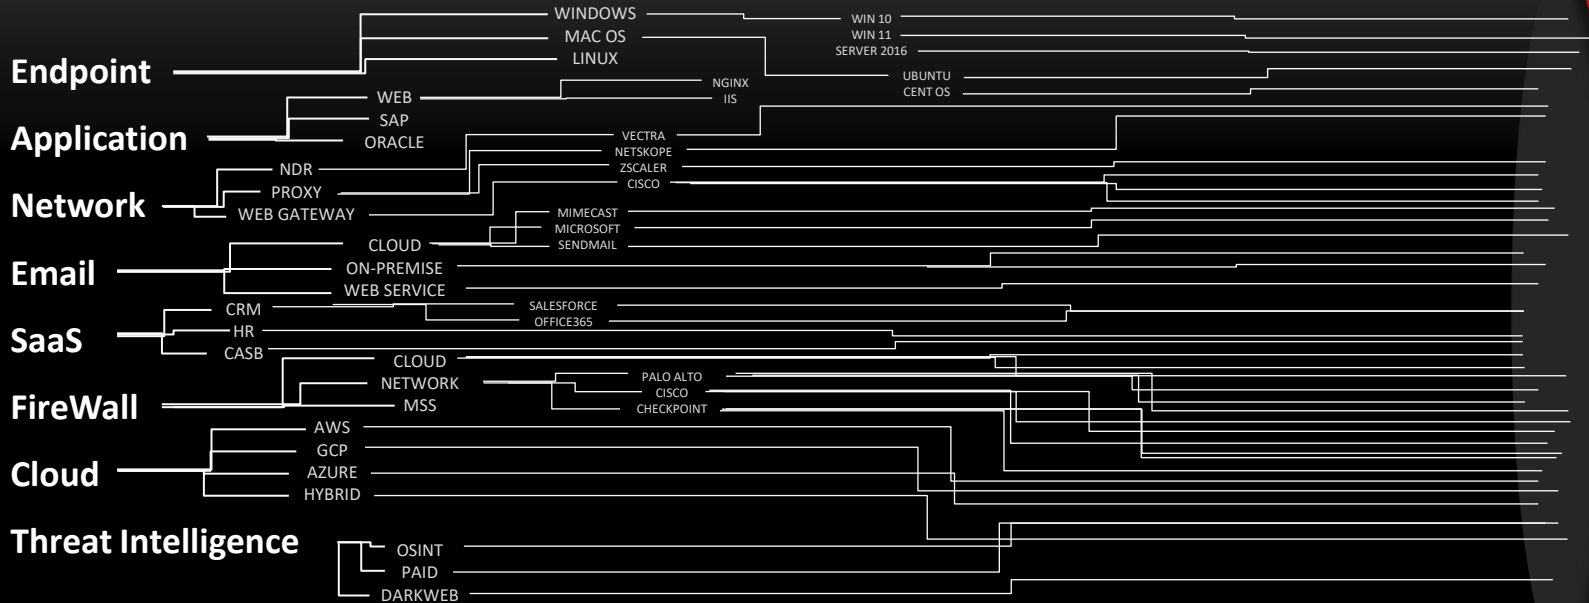 Endpoint
WINDOWS
MAC OS
LINUX
WIN 10
WIN 11
SERVER 2016
UBUNTU
CENT OS
Application
WEB
SAP
ORACLE
NGINX
IIS
Network
NDR
PROXY
WEB GATEWAY
VECTRA
NETSKOPE
ZSCALER
CISCO
Email
CLOUD
ON-PREMISE
WEB SERVICE
MIMECAST
MICROSOFT
SENDMAIL
SaaS
CRM
HR
CASB
SALESFORCE
OFFICE365
FireWall
CLOUD
NETWORK
MSS
PALO ALTO
CISCO
CHECKPOINT
Cloud
AWS
GCP
AZURE
HYBRID
Threat Intelligence
OSINT
PAID
DARKWEB